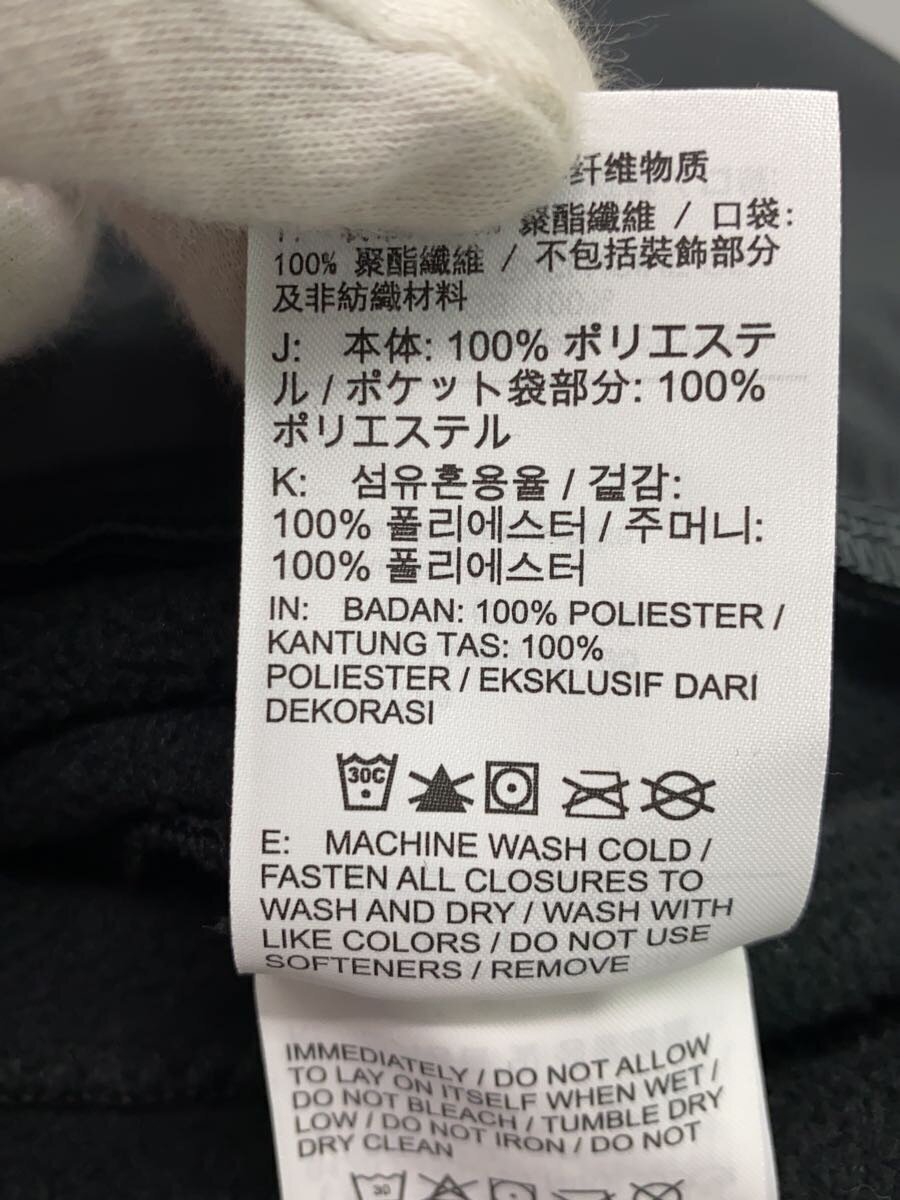 纤维物质
聚酯纖維 / 口袋:
100% 聚酯纖維 / 不包括裝飾部分
及非紡織材料
J: 本体: 100% ポリエステ
ル / ポケット袋部分: 100%
ポリエステル
K: 섬유혼용율 / 겉감:
100% 폴리에스터 / 주머니:
100% 폴리에스터
IN: BADAN: 100% POLIESTER /
KANTUNG TAS: 100%
POLIESTER / EKSKLUSIF DARI
DEKORASI
30C
E: MACHINE WASH COLD /
FASTEN ALL CLOSURES TO
WASH AND DRY / WASH WITH
LIKE COLORS / DO NOT USE
SOFTENERS / REMOVE
IMMEDIATELY / DO NOT ALLOW
TO LAY ON ITSELF WHEN WET /
DO NOT BLEACH / TUMBLE DRY
LOW / DO NOT IRON / DO NOT
DRY CLEAN
30